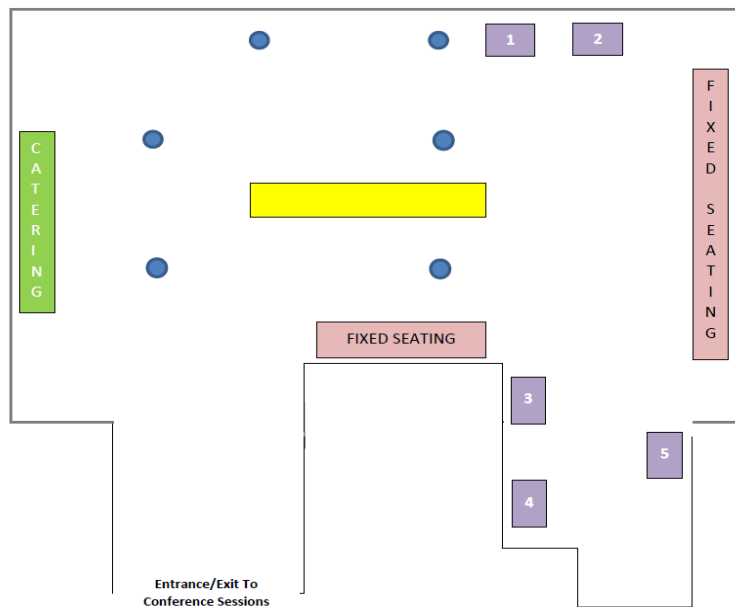 1
2
FIXED SEATING
CATERING
FIXED SEATING
3
5
4
Entrance/Exit To
Conference Sessions